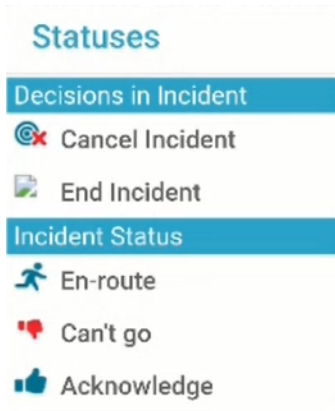 Statuses
Decisions in Incident
Cancel Incident
End Incident
Incident Status
En-route
Can't go
Acknowledge